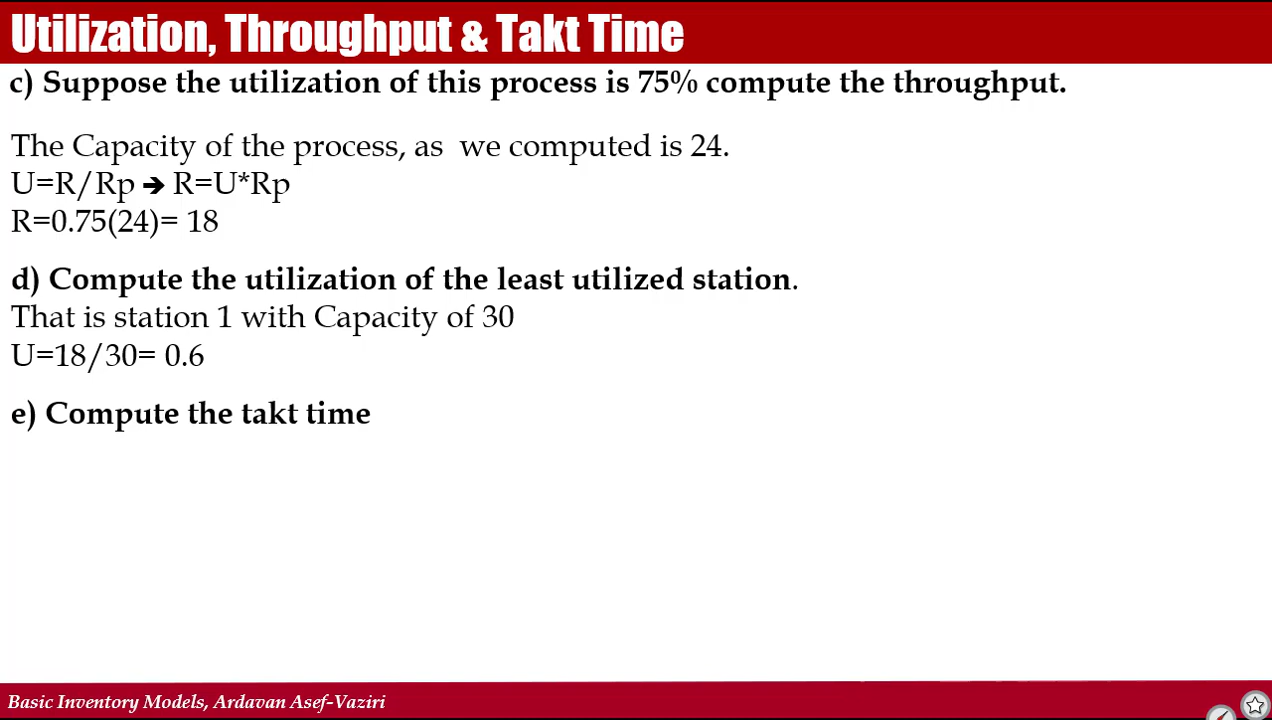 Utilization, Throughput & Takt Time
c) Suppose the utilization of this process is 75% compute the throughput.
The Capacity of the process, as we computed is 24.
U=R/Rp → R=U*Rp
R=0.75(24)= 18
d) Compute the utilization of the least utilized station.
That is station 1 with Capacity of 30
U=18/30= 0.6
e) Compute the takt time
Basic Inventory Models, Ardavan Asef-Vaziri